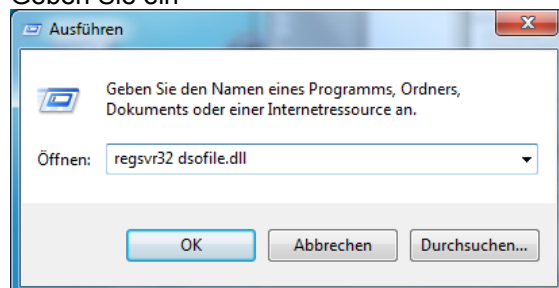 Geben Sie ein
Ausführen
Geben Sie den Namen eines Programms, Ordners,
Dokuments oder einer Internetressource an.
Öffnen: regsvr32 dsofile.dll
OK Abbrechen Durchsuchen...